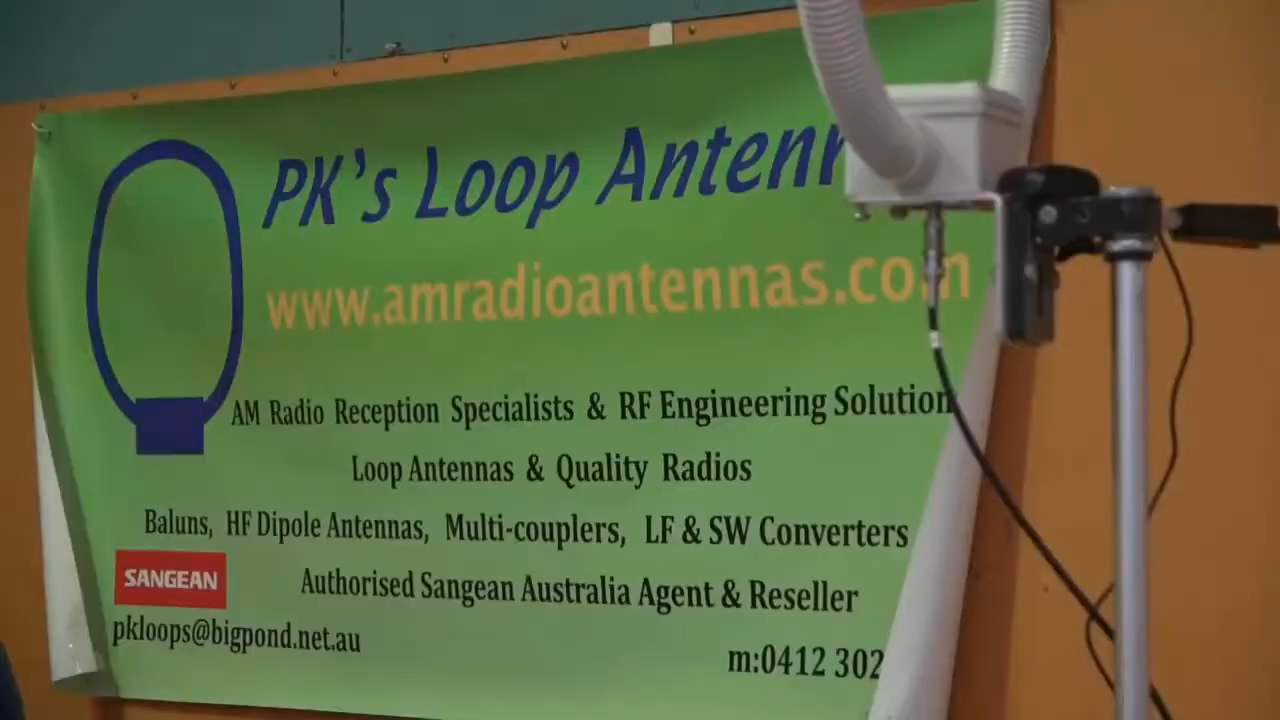 PK's Loop Antenn
www.amradioantennas.com
AM Radio Reception Specialists & RF Engineering Solution
Loop Antennas & Quality Radios
Baluns, HF Dipole Antennas, Multi-couplers, LF & SW Converters
SANGEAN
Authorised Sangean Australia Agent & Reseller
pkloops@bigpond.net.au
m:0412 302